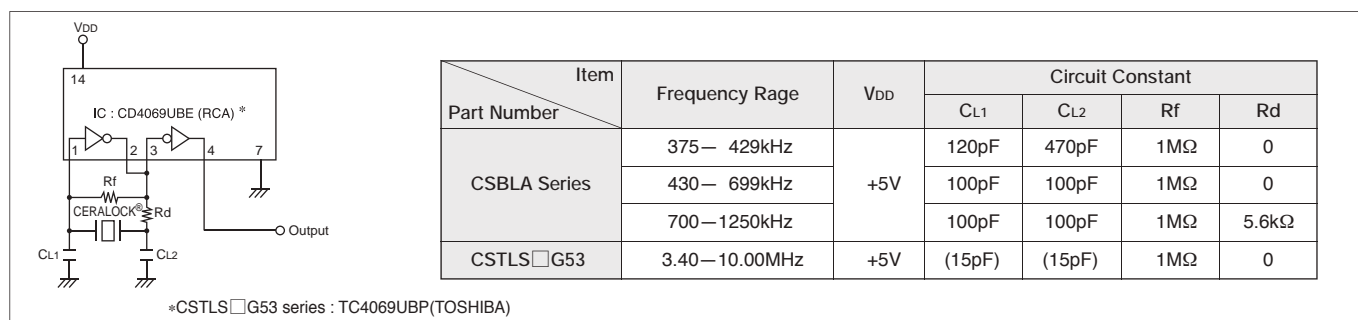 VDD
14
IC : CD4069UBE (RCA) *
1 2 3 4 7
Rf
CERALOCK® Rd
Output
CL1 CL2
*CSTLS□G53 series : TC4069UBP(TOSHIBA)
Item
Part Number
Frequency Rage
VDD
Circuit Constant
CL1 CL2 Rf Rd
CSBLA Series
375— 429kHz
+5V
120pF 470pF 1MΩ 0
430— 699kHz 100pF 100pF 1MΩ 0
700—1250kHz 100pF 100pF 1MΩ 5.6kΩ
CSTLS□G53 3.40—10.00MHz +5V (15pF) (15pF) 1MΩ 0